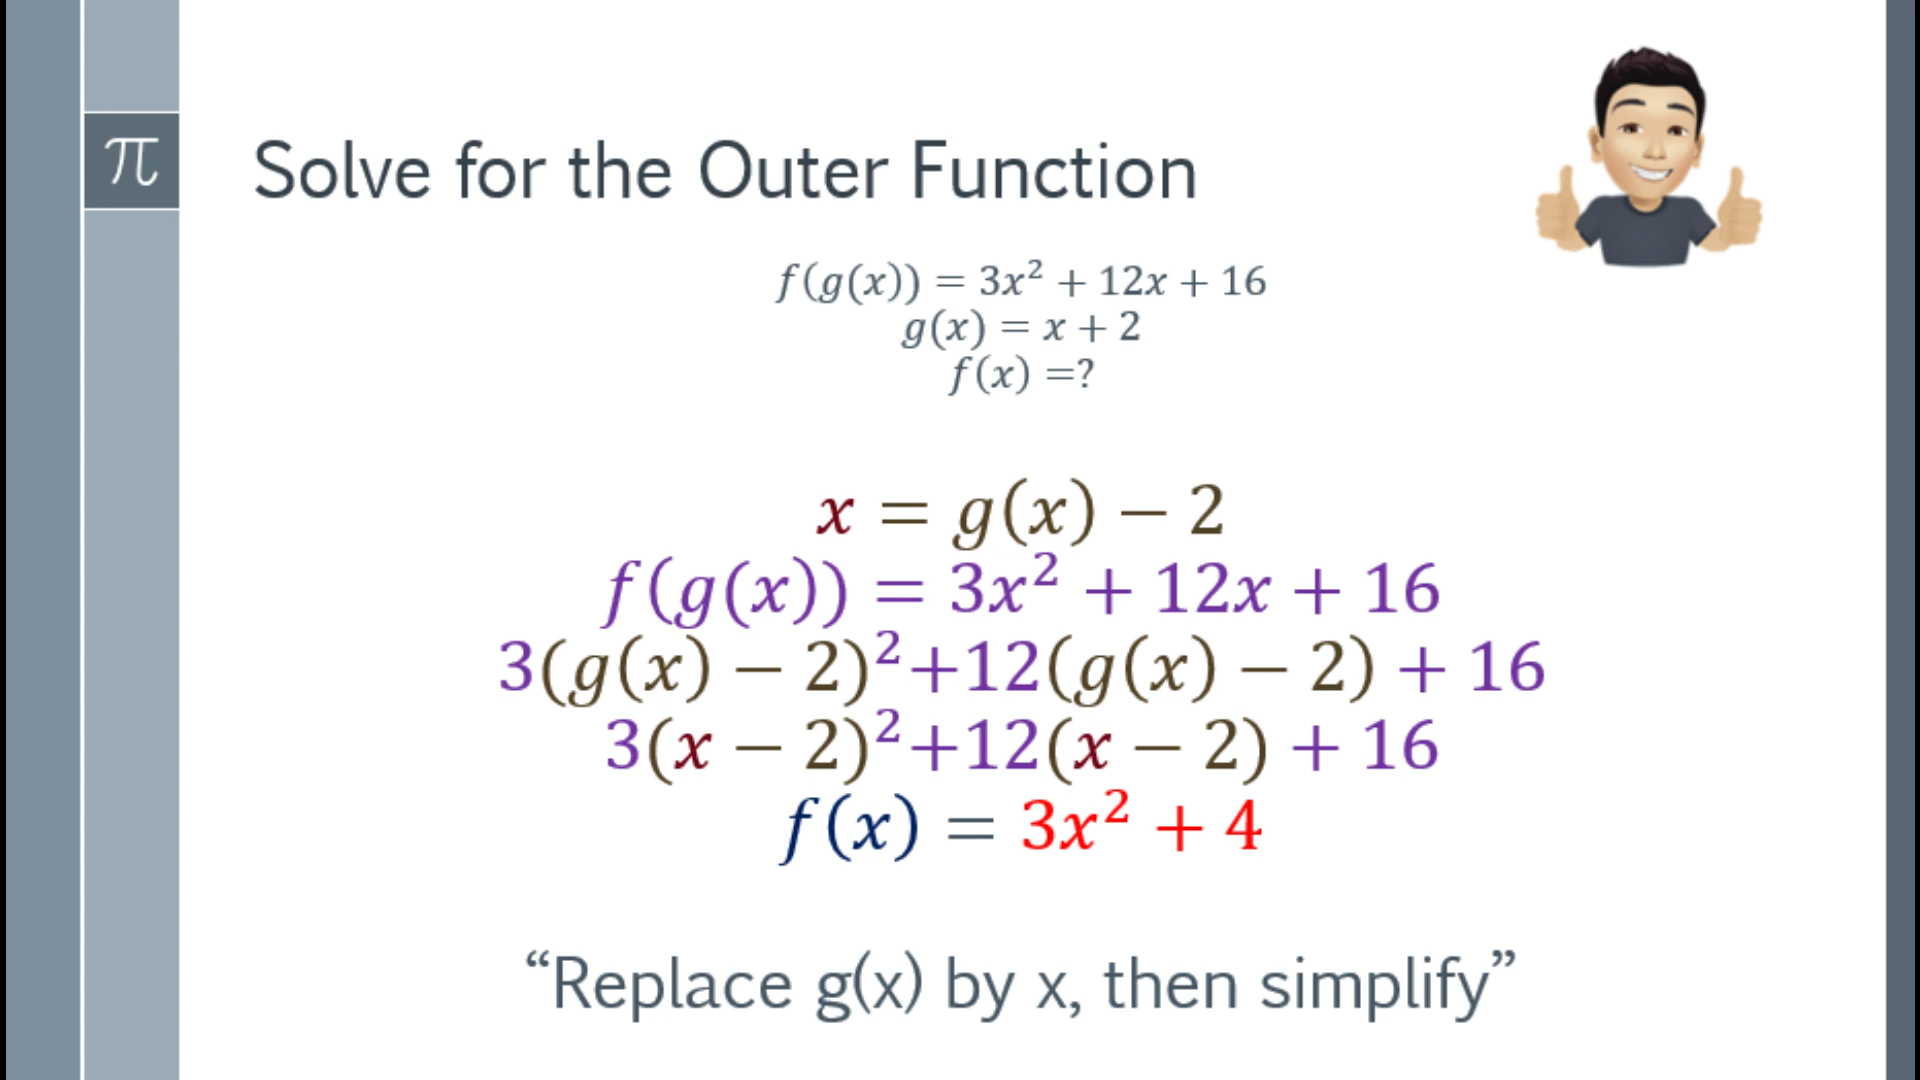 π
Solve for the Outer Function
f(g(x)) = 3x² + 12x + 16
g(x) = x + 2
f(x) =?
x = g(x) − 2
f(g(x)) = 3x² + 12x + 16
3(g(x) − 2)²+12(g(x) − 2) + 16
3(x − 2)²+12(x − 2) + 16
f(x) = 3x² + 4
“Replace g(x) by x, then simplify”